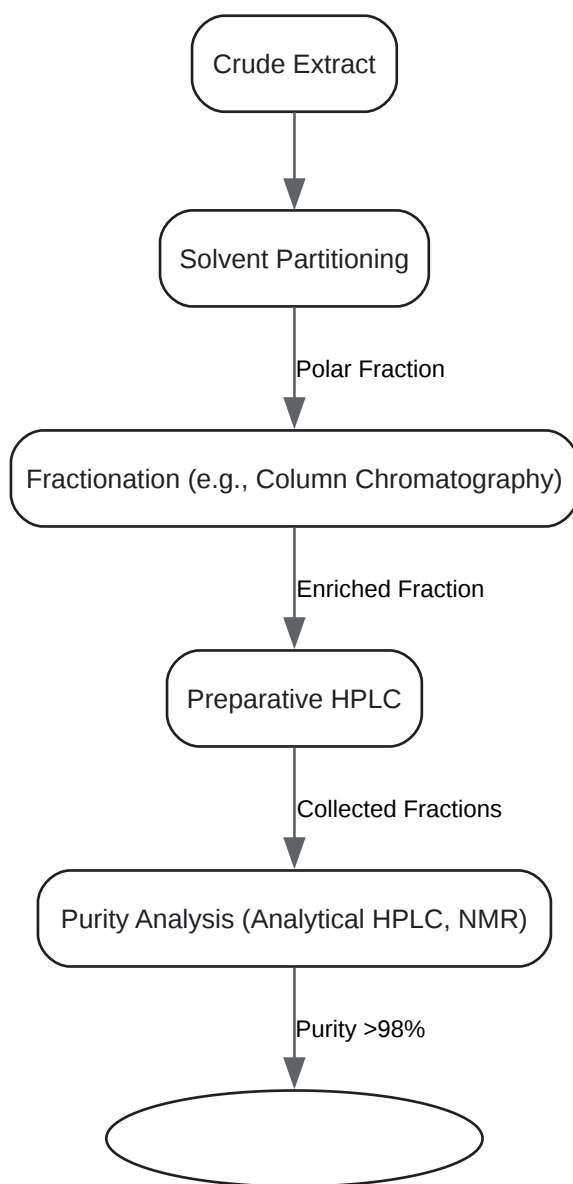 Crude Extract
Solvent Partitioning
Polar Fraction
Fractionation (e.g., Column Chromatography)
Enriched Fraction
Preparative HPLC
Collected Fractions
Purity Analysis (Analytical HPLC, NMR)
Purity >98%